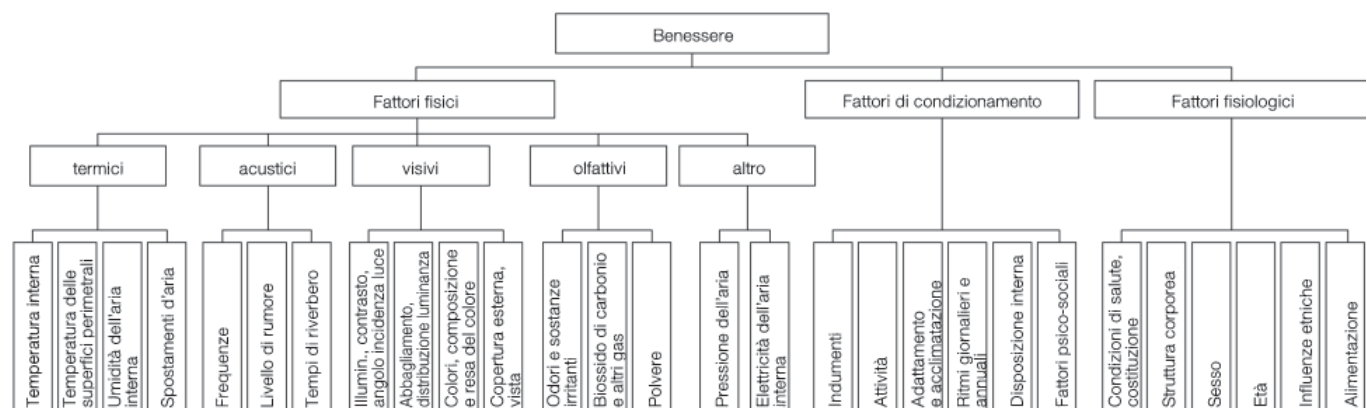 Benessere
Fattori fisici
Fattori di condizionamento
Fattori fisiologici
termici
acustici
visivi
olfattivi
altro
Temperatura interna
Temperatura delle
superfici perimetrali
Umidità dell'aria
interna
Spostamenti d'aria
Frequenze
Livello di rumore
Tempi di riverbero
Illumin., contrasto,
angolo incidenza luce
Abbagliamento,
distribuzione luminanza
Colori, composizione
e resa del colore
Copertura esterna,
vista
Odori e sostanze
irritanti
Biossido di carbonio
e altri gas
Polvere
Pressione dell'aria
Elettricità dell'aria
interna
Indumenti
Attività
Adattamento
e acclimatazione
Ritmi giornalieri e
annuali
Disposizione interna
Fattori psico-sociali
Condizioni di salute,
costituzione
Struttura corporea
Sesso
Età
Influenze etniche
Alimentazione